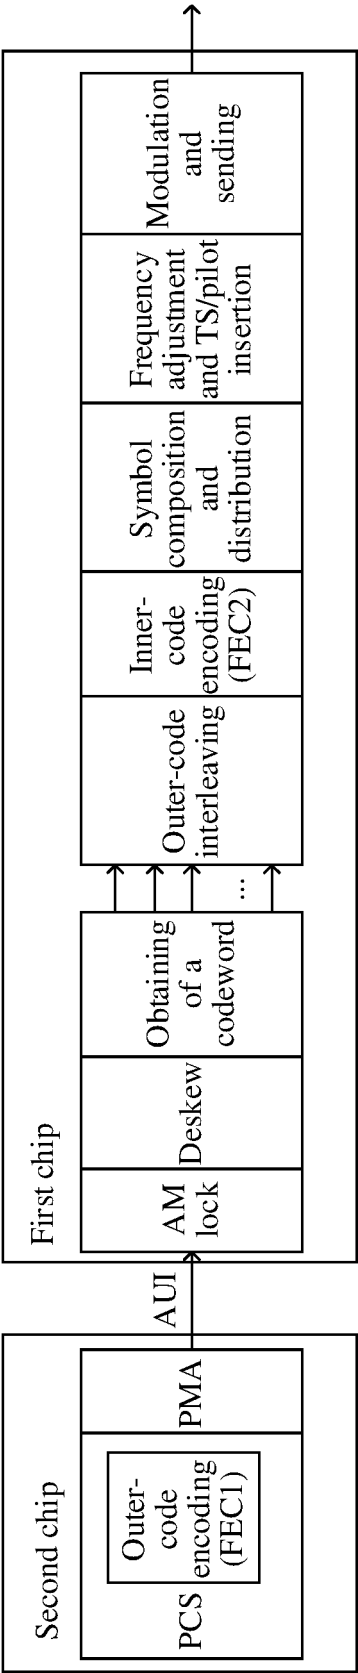 Second chip
PCS
Outer-
code
encoding
(FEC1)
PMA
AUI
First chip
AM
lock
Deskew
Obtaining
of a
codeword
...
Outer-code
interleaving
Inner-
code
encoding
(FEC2)
Symbol
composition
and
distribution
Frequency
adjustment
and TS/pilot
insertion
Modulation
and
sending